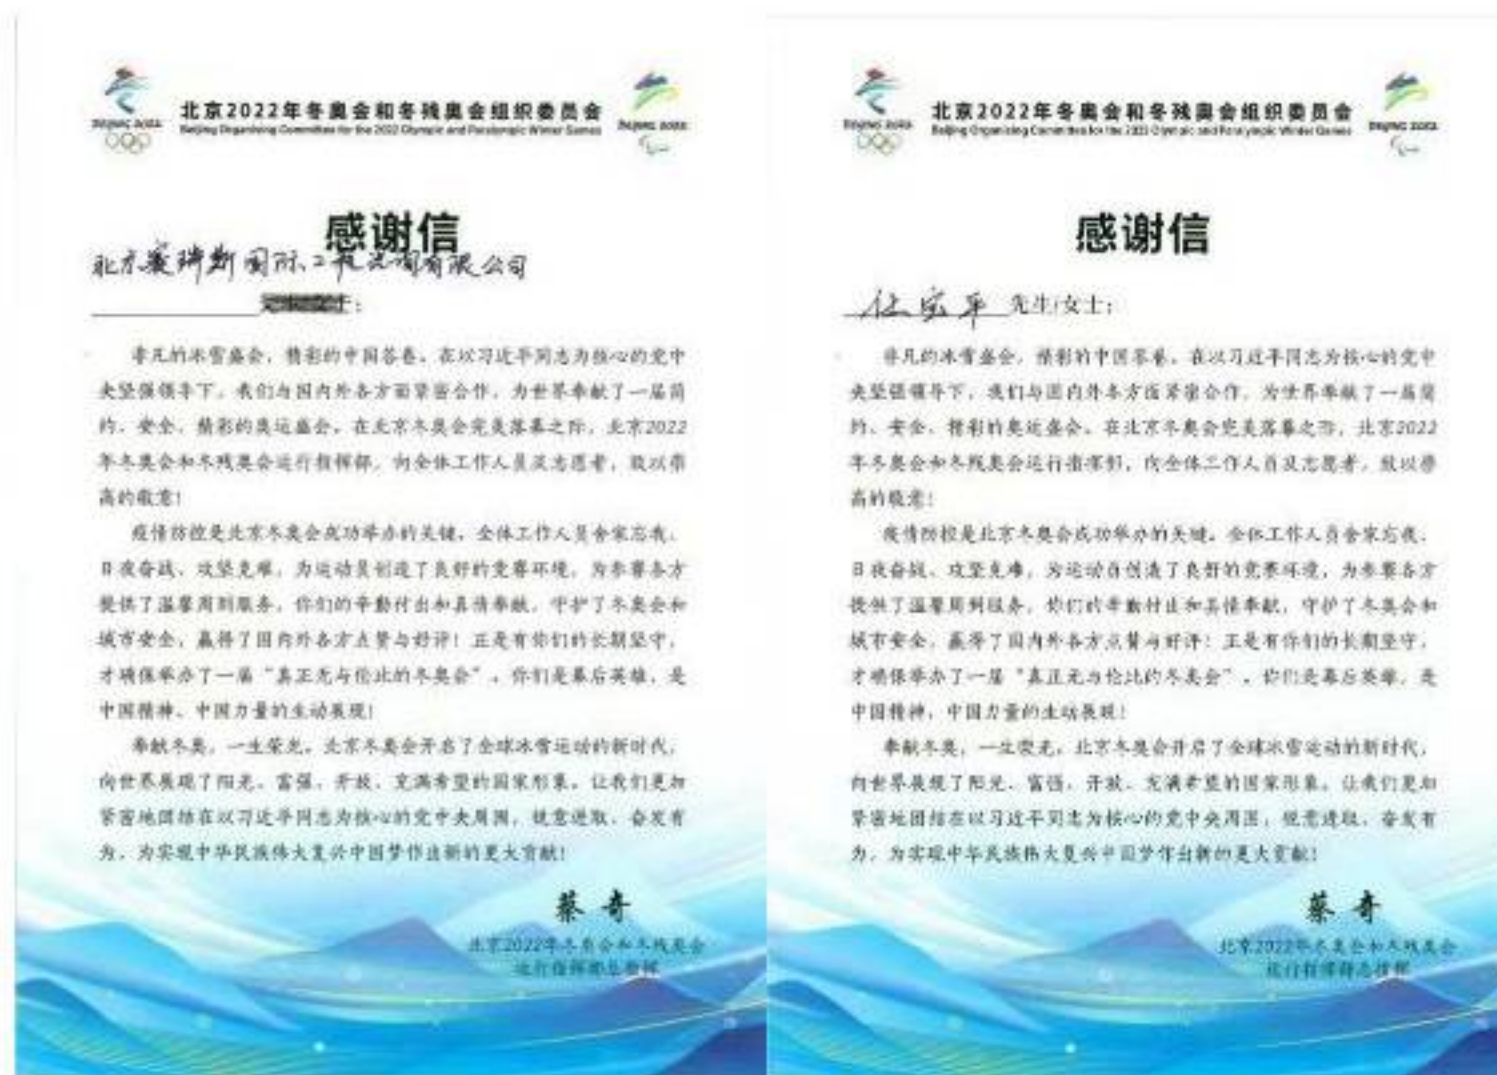 北京2022年冬奥会和冬残奥会组织委员会
Beijing Organising Committee for the 2022 Olympic and Paralympic Winter Games
BEIJING 2022
BEIJING 2022
感谢信
北京赛瑞斯国际工程咨询有限公司
非凡的冰雪盛会，精彩的中国答卷。在以习近平同志为核心的党中
央坚强领导下，我们与国内外各方面紧密合作，为世界奉献了一届简
约、安全、精彩的奥运盛会。在北京冬奥会完美落幕之际，北京2022
年冬奥会和冬残奥会运行指挥部，向全体工作人员及志愿者，致以崇
高的敬意！
疫情防控是北京冬奥会成功举办的关键。全体工作人员舍家忘我、
日夜奋战、攻坚克难，为运动员创造了良好的竞赛环境，为参赛各方
提供了温馨周到服务，你们的辛勤付出和真情奉献，守护了冬奥会和
城市安全，赢得了国内外各方点赞与好评！正是有你们的长期坚守，
才确保举办了一届“真正无与伦比的冬奥会”。你们是幕后英雄，是
中国精神、中国力量的生动展现！
奉献冬奥，一生荣光。北京冬奥会开启了全球冰雪运动的新时代，
向世界展现了阳光、富强、开放、充满希望的国家形象。让我们更加
紧密地团结在以习近平同志为核心的党中央周围，锐意进取、奋发有
为，为实现中华民族伟大复兴中国梦作出新的更大贡献！
蔡奇
北京2022年冬奥会和冬残奥会
运行指挥部总指挥
北京2022年冬奥会和冬残奥会组织委员会
Beijing Organising Committee for the 2022 Olympic and Paralympic Winter Games
BEIJING 2022
BEIJING 2022
感谢信
任宝平 先生/女士：
非凡的冰雪盛会，精彩的中国答卷。在以习近平同志为核心的党中
央坚强领导下，我们与国内外各方面紧密合作，为世界奉献了一届简
约、安全、精彩的奥运盛会。在北京冬奥会完美落幕之际，北京2022
年冬奥会和冬残奥会运行指挥部，向全体工作人员及志愿者，致以崇
高的敬意！
疫情防控是北京冬奥会成功举办的关键。全体工作人员舍家忘我、
日夜奋战、攻坚克难，为运动员创造了良好的竞赛环境，为参赛各方
提供了温馨周到服务，你们的辛勤付出和真情奉献，守护了冬奥会和
城市安全，赢得了国内外各方点赞与好评！正是有你们的长期坚守，
才确保举办了一届“真正无与伦比的冬奥会”。你们是幕后英雄，是
中国精神、中国力量的生动展现！
奉献冬奥，一生荣光。北京冬奥会开启了全球冰雪运动的新时代，
向世界展现了阳光、富强、开放、充满希望的国家形象。让我们更加
紧密地团结在以习近平同志为核心的党中央周围，锐意进取、奋发有
为，为实现中华民族伟大复兴中国梦作出新的更大贡献！
蔡奇
北京2022年冬奥会和冬残奥会
运行指挥部总指挥